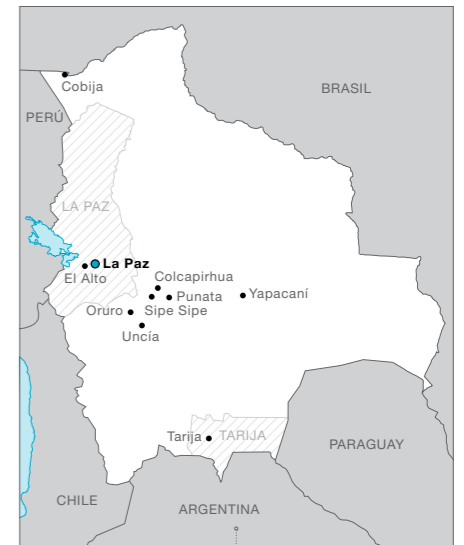 Cobija
BRASIL
PERÚ
LA PAZ
La Paz
El Alto
Colcapirhua
Punata
Yapacaní
Oruro
Sipe Sipe
Uncía
Tarija
TARIJA
PARAGUAY
CHILE
ARGENTINA